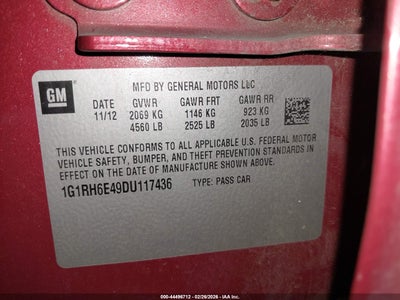 GM
MFD BY GENERAL MOTORS LLC
DATE GVWR GAWR FRT GAWR RR
11/12 2069 KG 1146 KG 923 KG
4560 LB 2525 LB 2035 LB
THIS VEHICLE CONFORMS TO ALL APPLICABLE U.S. FEDERAL MOTOR
VEHICLE SAFETY, BUMPER, AND THEFT PREVENTION STANDARDS IN
EFFECT ON THE DATE OF MANUFACTURE SHOWN ABOVE.
1G1RH6E49DU117436 TYPE: PASS CAR
000-44496712 - 02/26/2026 - IAA Inc.